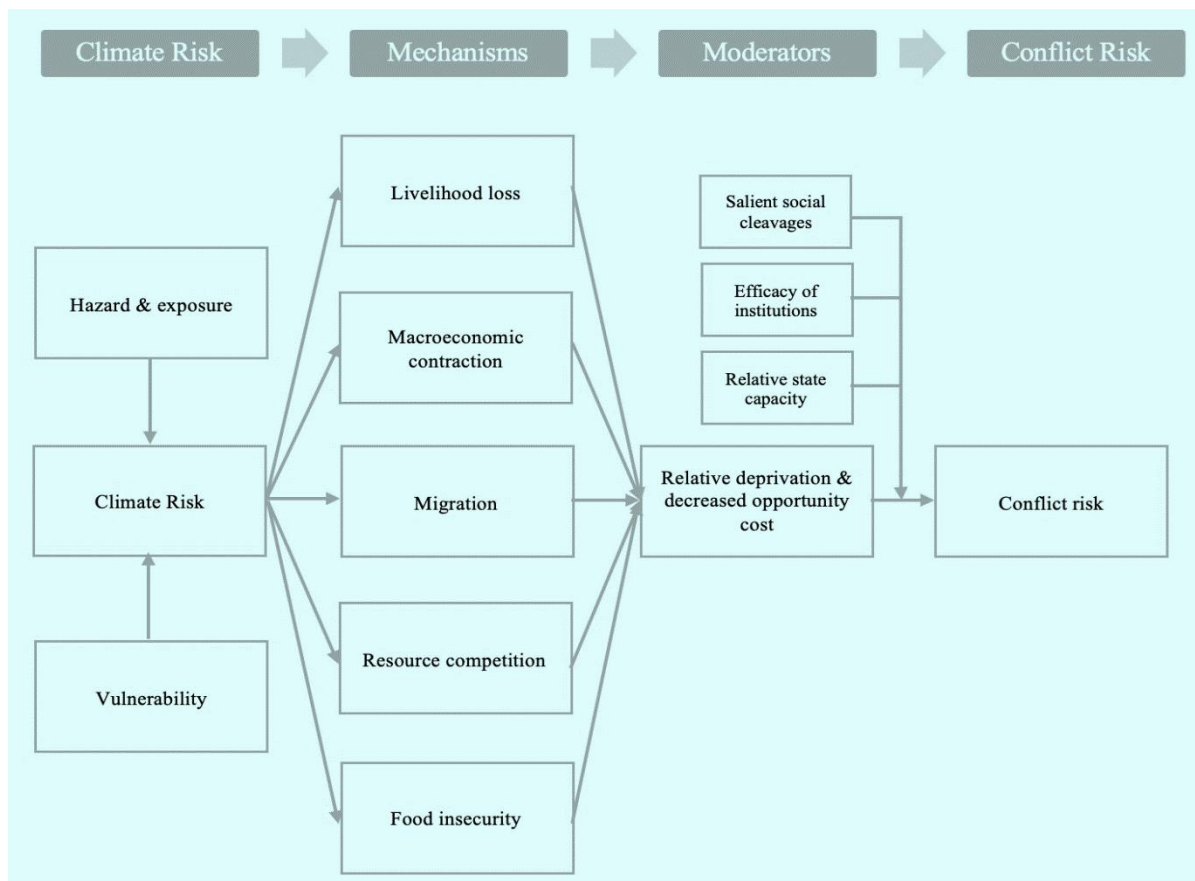 Climate Risk
Mechanisms
Moderators
Conflict Risk
Livelihood loss
Salient social
cleavages
Hazard & exposure
Efficacy of
institutions
Macroeconomic
contraction
Relative state
capacity
Climate Risk
Migration
Relative deprivation &
decreased opportunity
cost
Conflict risk
Resource competition
Vulnerability
Food insecurity